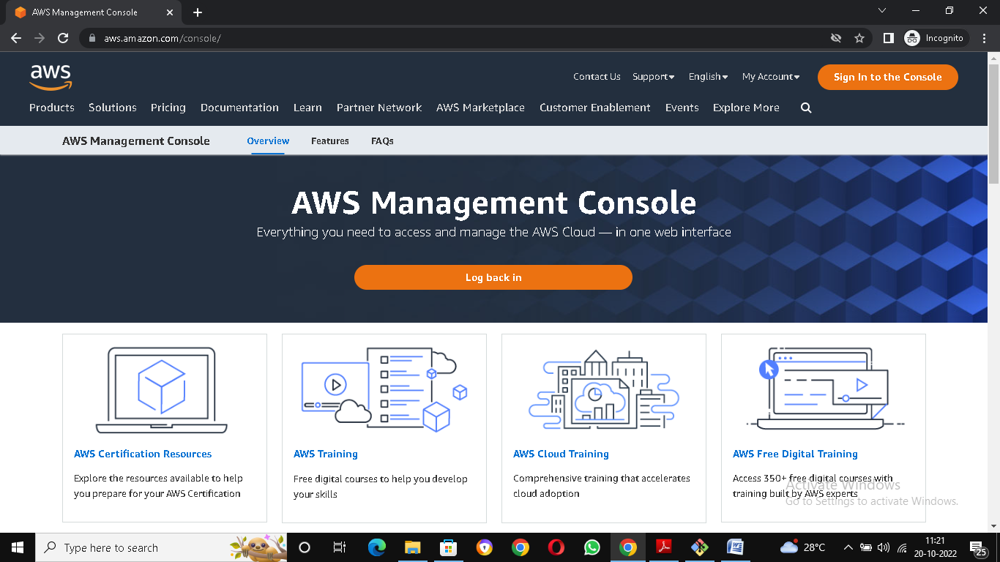 AWS Management Console
aws.amazon.com/console/
Incognito
aws
Contact Us Support English My Account Sign In to the Console
Products Solutions Pricing Documentation Learn Partner Network AWS Marketplace Customer Enablement Events Explore More
AWS Management Console Overview Features FAQs
AWS Management Console
Everything you need to access and manage the AWS Cloud — in one web interface
Log back in
AWS Certification Resources
Explore the resources available to help
you prepare for your AWS Certification
AWS Training
Free digital courses to help you develop
your skills
AWS Cloud Training
Comprehensive training that accelerates
cloud adoption
AWS Free Digital Training
Access 350+ free digital courses with
training built by AWS experts
Activate Windows
Go to Settings to activate Windows.
Type here to search
28°C
11:21
20-10-2022
25